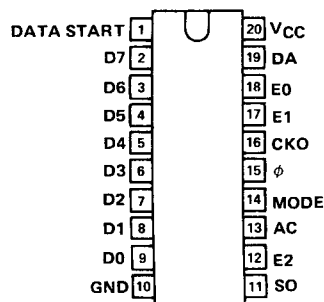 DATA START 1 20 VCC
D7 2 19 DA
D6 3 18 E0
D5 4 17 E1
D4 5 16 CKO
D3 6 15 ϕ
D2 7 14 MODE
D1 8 13 AC
D0 9 12 E2
GND 10 11 SO